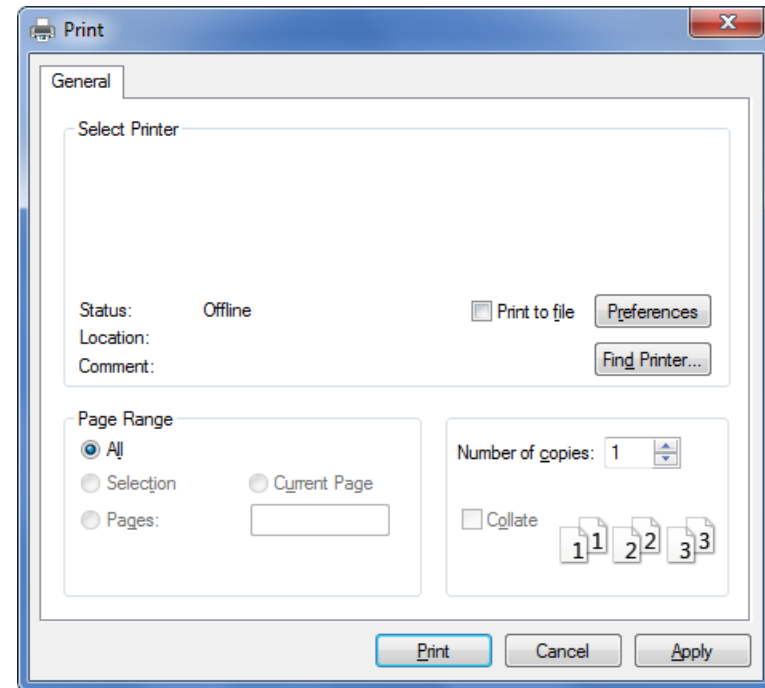 Print
General
Select Printer
Status: Offline
Print to file
Preferences
Location:
Find Printer...
Comment:
Page Range
All
Selection
Current Page
Pages:
Number of copies: 1
Collate
1 1 2 2 3 3
Print
Cancel
Apply